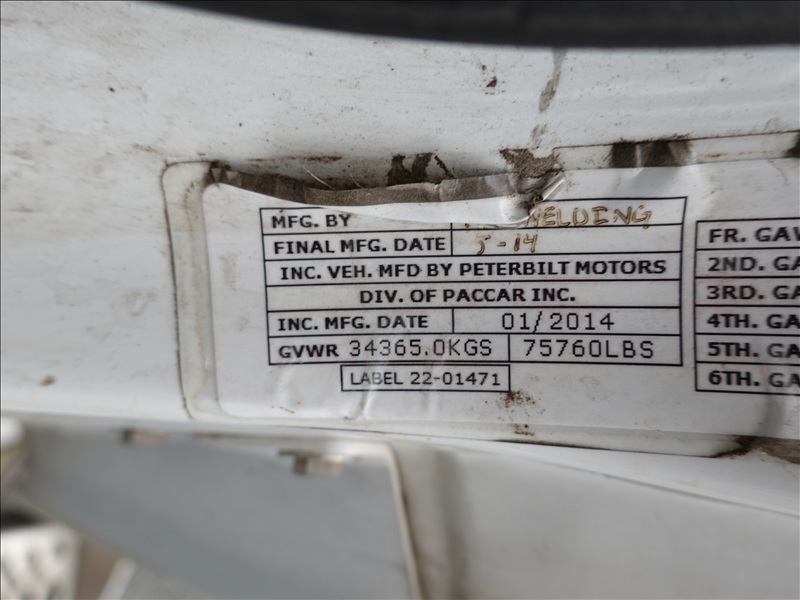 MFG. BY WELDING
FINAL MFG. DATE 5-14
INC. VEH. MFD BY PETERBILT MOTORS
DIV. OF PACCAR INC.
INC. MFG. DATE 01/2014
GVWR 34365.0KGS 75760LBS
LABEL 22-01471
FR. GAW
2ND. GA
3RD. GA
4TH. GA
5TH. GA
6TH. GA